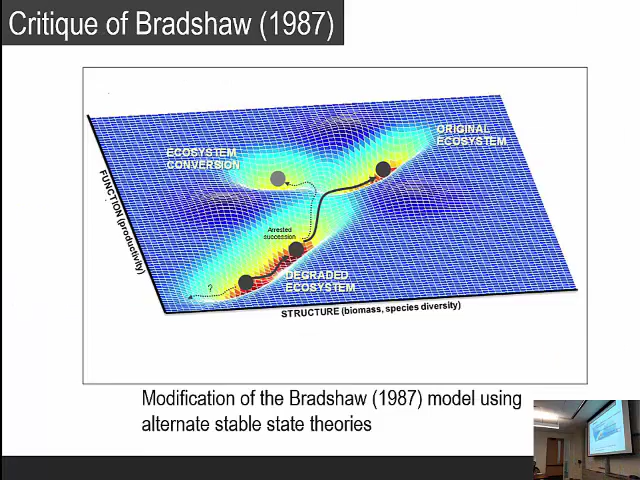 Critique of Bradshaw (1987)
ECOSYSTEM
CONVERSION
ORIGINAL
ECOSYSTEM
FUNCTION (productivity)
Arrested
succession
?
DEGRADED
ECOSYSTEM
STRUCTURE (biomass, species diversity)
Modification of the Bradshaw (1987) model using
alternate stable state theories